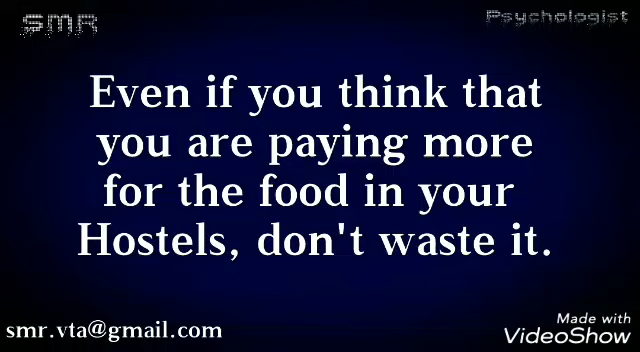 SMR
Psychologist
Even if you think that
you are paying more
for the food in your
Hostels, don't waste it.
smr.vta@gmail.com
Made with
VideoShow